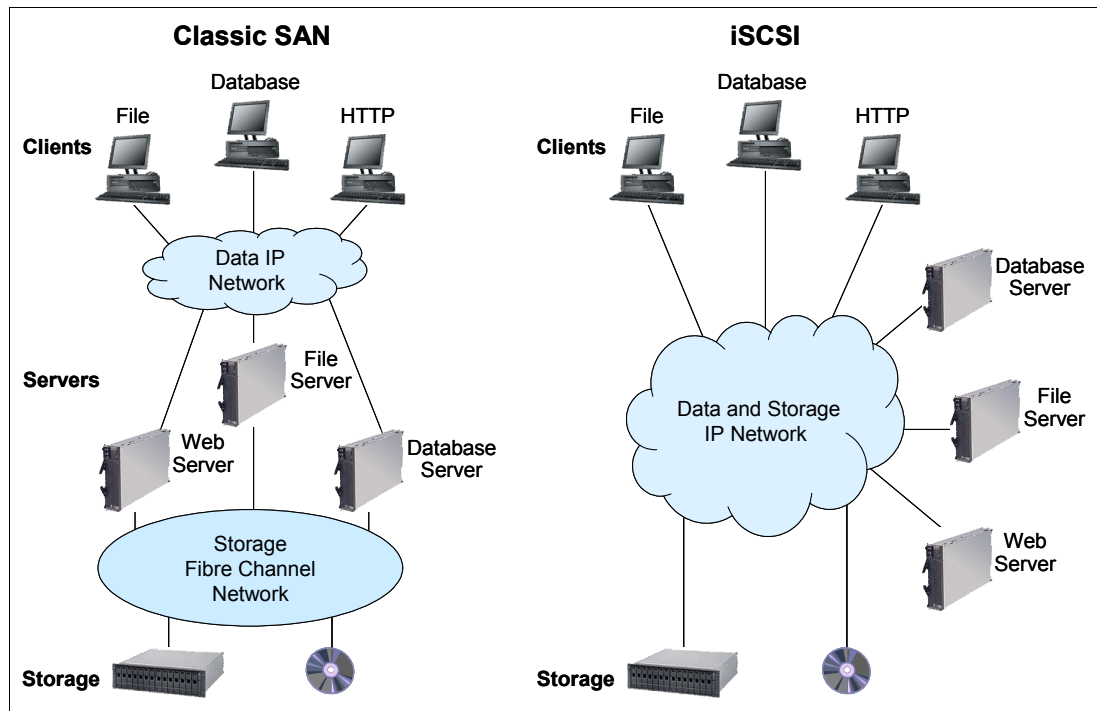 Classic SAN
Database
File
HTTP
Clients
Data IP
Network
File
Server
Servers
Web
Server
Database
Server
Storage
Fibre Channel
Network
Storage
iSCSI
Database
File
HTTP
Clients
Database
Server
File
Server
Data and Storage
IP Network
Web
Server
Storage